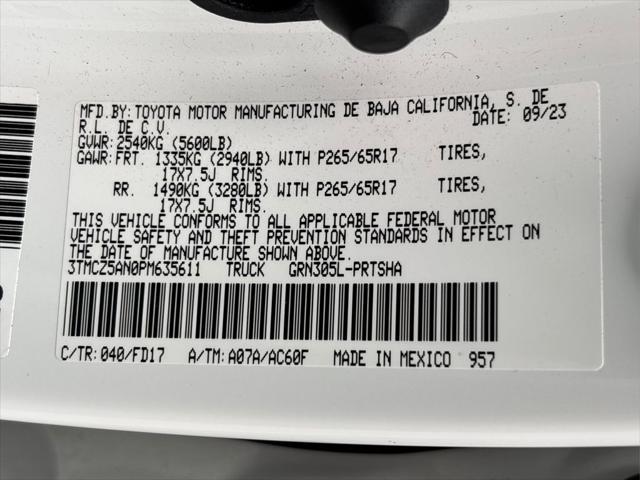 MFD.BY: TOYOTA MOTOR MANUFACTURING DE BAJA CALIFORNIA, S. DE
R.L. DE C.V. DATE: 09/23
GVWR: 2540KG (5600LB)
GAWR: FRT. 1335KG (2940LB) WITH P265/65R17 TIRES,
17X7.5J RIMS,
RR. 1490KG (3280LB) WITH P265/65R17 TIRES,
17X7.5J RIMS.
THIS VEHICLE CONFORMS TO ALL APPLICABLE FEDERAL MOTOR
VEHICLE SAFETY AND THEFT PREVENTION STANDARDS IN EFFECT ON
THE DATE OF MANUFACTURE SHOWN ABOVE.
3TMCZ5AN0PM635611 TRUCK GRN305L-PRTSHA
C/TR: 040/FD17 A/TM: A07A/AC60F MADE IN MEXICO 957